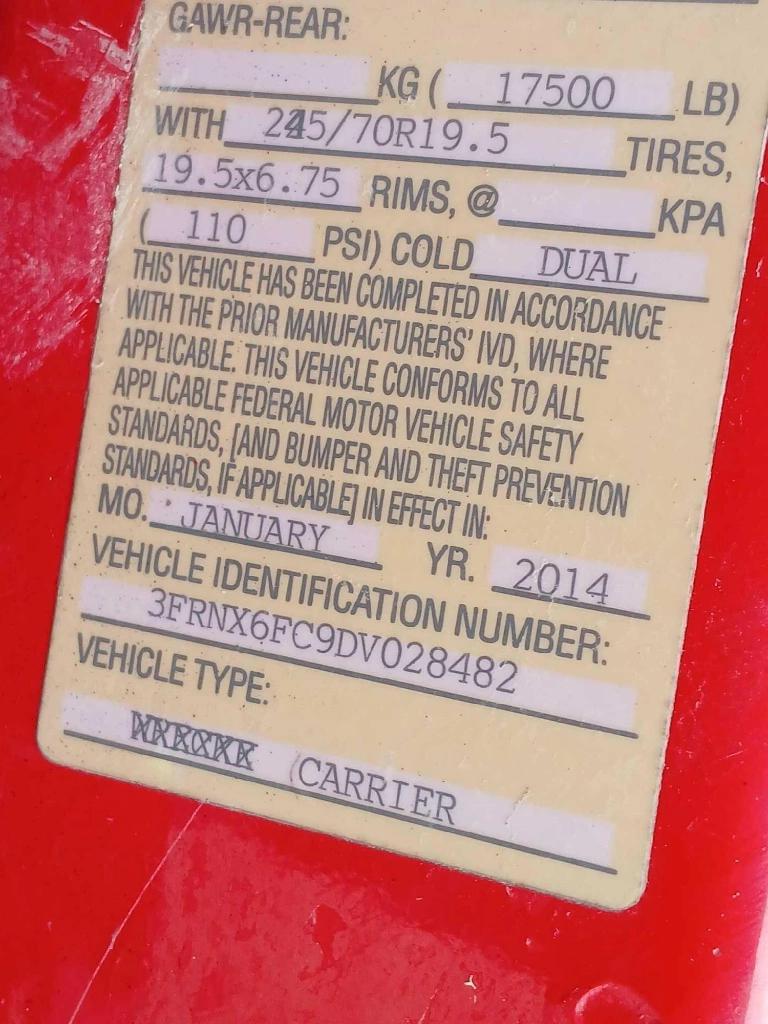 GAWR-REAR:
KG ( 17500 LB)
WITH 245/70R19.5 TIRES,
19.5x6.75 RIMS, @ KPA
( 110 PSI) COLD DUAL
THIS VEHICLE HAS BEEN COMPLETED IN ACCORDANCE
WITH THE PRIOR MANUFACTURERS' IVD, WHERE
APPLICABLE. THIS VEHICLE CONFORMS TO ALL
APPLICABLE FEDERAL MOTOR VEHICLE SAFETY
STANDARDS, [AND BUMPER AND THEFT PREVENTION
STANDARDS, IF APPLICABLE] IN EFFECT IN:
MO. JANUARY YR. 2014
VEHICLE IDENTIFICATION NUMBER:
3FRNX6FC9DV028482
VEHICLE TYPE:
CARRIER